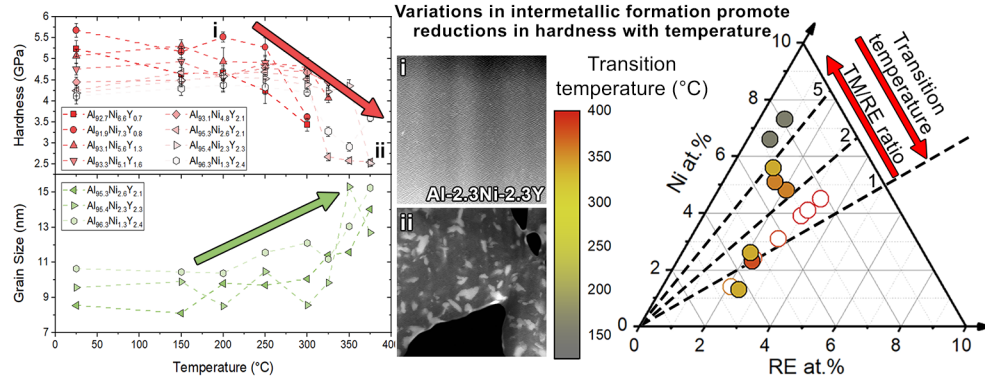 Variations in intermetallic formation promote
reductions in hardness with temperature
Hardness (GPa)
6
5.5
5
4.5
4
3.5
3
2.5
i
ii
Al92.7Ni6.6Y0.7
Al91.9Ni7.3Y0.8
Al93.1Ni5.6Y1.3
Al93.3Ni5.1Y1.6
Al93.1Ni4.8Y2.1
Al95.3Ni2.6Y2.1
Al95.4Ni2.3Y2.3
Al96.3Ni1.3Y2.4
Grain Size (nm)
15
13
11
9
7
Al95.3Ni2.6Y2.1
Al95.4Ni2.3Y2.3
Al96.3Ni1.3Y2.4
0 50 100 150 200 250 300 350 400
Temperature (°C)
i
Al-2.3Ni-2.3Y
ii
Transition
temperature (°C)
400
350
300
250
200
150
Ni at.%
10
8
6
4
2
0
5
2
1
TM/RE ratio
Transition
temperature
0 2 4 6 8 10
RE at.%